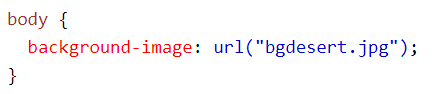 body {
  background-image: url("bgdesert.jpg");
}